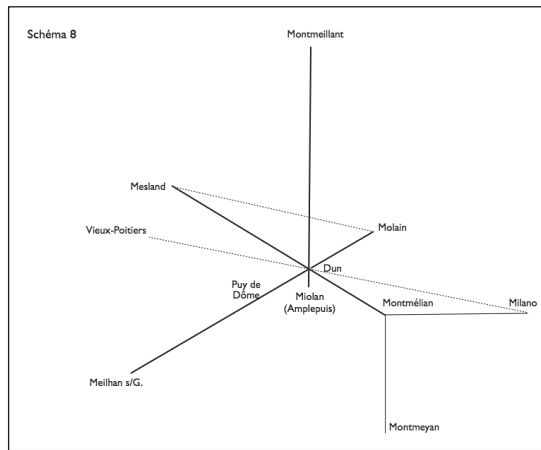 Schéma 8
Montmeillant
Mesland
Vieux-Poitiers
Molain
Dun
Puy de
Dôme
Miolan
(Amplepuis)
Montmélian
Milano
Meilhan s/G.
Montmeyan